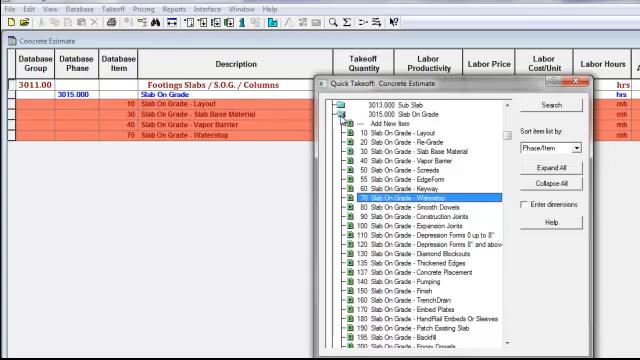 File Edit View Database Takeoff Pricing Reports Interface Window Help
Concrete Estimate
Database Group Database Phase Database Item Description Takeoff Quantity Labor Productivity Labor Price Labor Cost/Unit Labor Hours
3011.00 Footings Slabs / S.O.G. / Columns hrs
3015.000 Slab On Grade hrs
10 Slab On Grade - Layout mh
30 Slab On Grade - Slab Base Material mh
40 Slab On Grade - Vapor Barrier mh
70 Slab On Grade - Waterstop mh
Quick Takeoff: Concrete Estimate
3013.000 Sub Slab
3015.000 Slab On Grade
Add New Item
10 Slab On Grade - Layout
20 Slab On Grade - Re-Grade
30 Slab On Grade - Slab Base Material
40 Slab On Grade - Vapor Barrier
50 Slab On Grade - Screeds
55 Slab On Grade - EdgeForm
60 Slab On Grade - Keyway
70 Slab On Grade - Waterstop
80 Slab On Grade - Smooth Dowels
90 Slab On Grade - Construction Joints
100 Slab On Grade - Expansion Joints
110 Slab On Grade - Depression Forms 0 up to 8"
120 Slab On Grade - Depression Forms 8" and above
130 Slab On Grade - Diamond Blockouts
135 Slab On Grade - Thickened Edges
137 Slab On Grade - Concrete Placement
140 Slab On Grade - Pumping
150 Slab On Grade - Finish
160 Slab On Grade - TrenchDrain
170 Slab On Grade - Embed Plates
180 Slab On Grade - HandRail Embeds Or Sleeves
190 Slab On Grade - Patch Existing Slab
195 Slab On Grade - Backfill
200 Slab On Grade - Epoxy Dowels
Search
Sort item list by:
Phase/Item
Expand All
Collapse All
Enter dimensions
Help